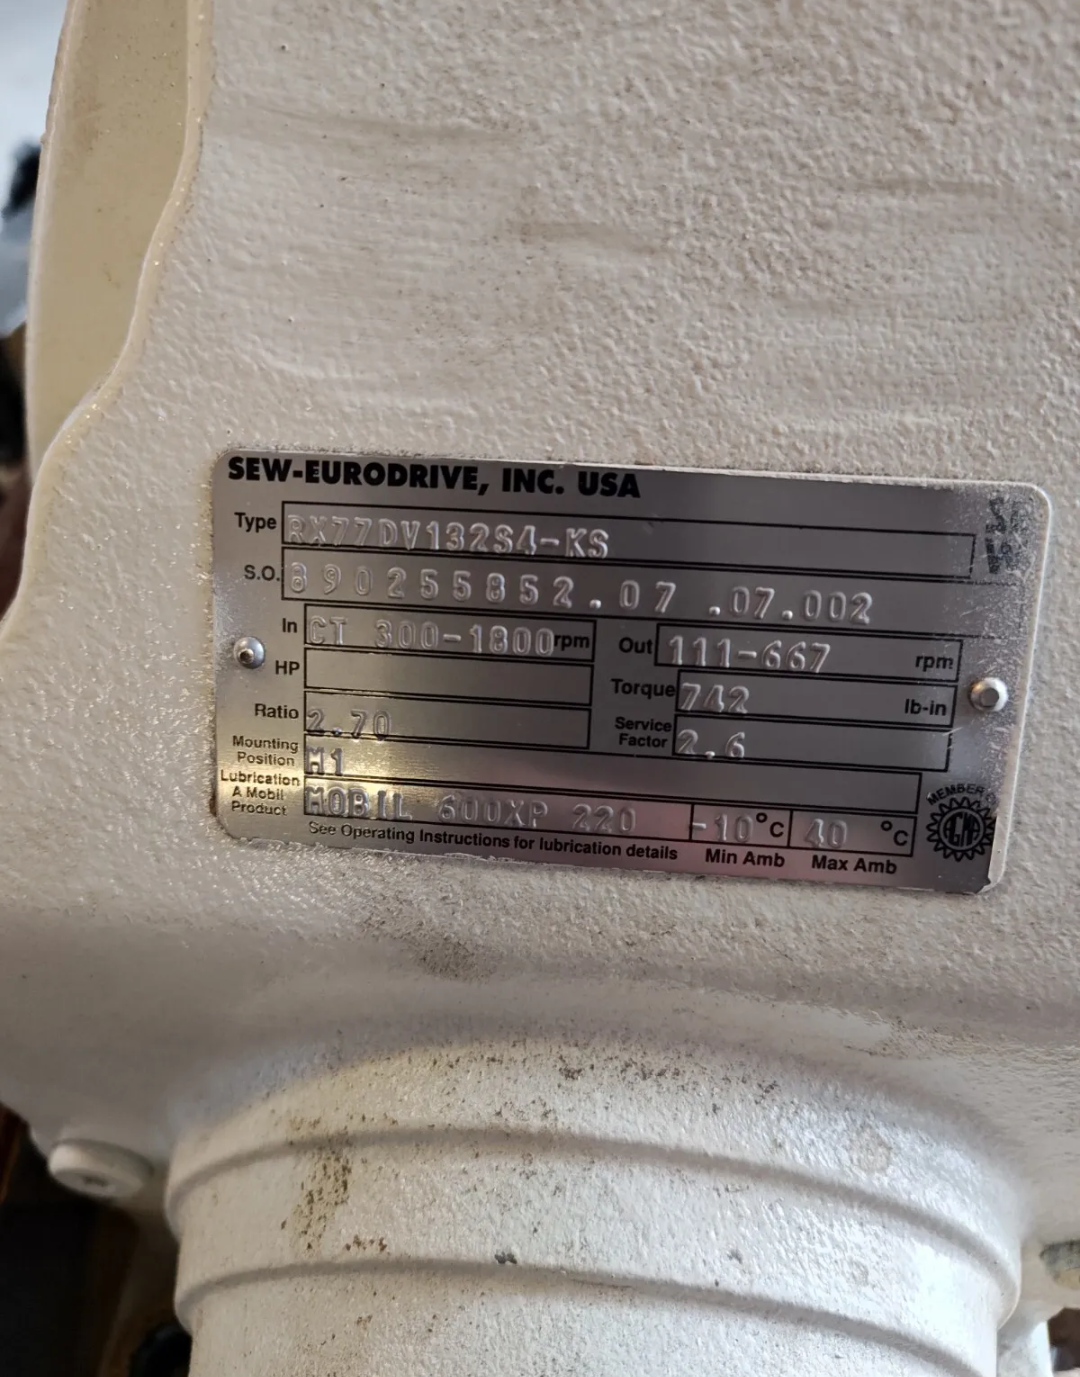 SEW-EURODRIVE, INC. USA
Type RX77DV132S4-KS
S.O. 890255852.07.07.002
In CT 300-1800 rpm Out 111-667 rpm
HP
Torque 742 lb-in
Ratio 2.70
Service Factor 2.6
Mounting Position M1
Lubrication A Mobil Product MOBIL 600XP 220 -10 °C 40 °C
See Operating Instructions for lubrication details Min Amb Max Amb
MEMBER
AGMA